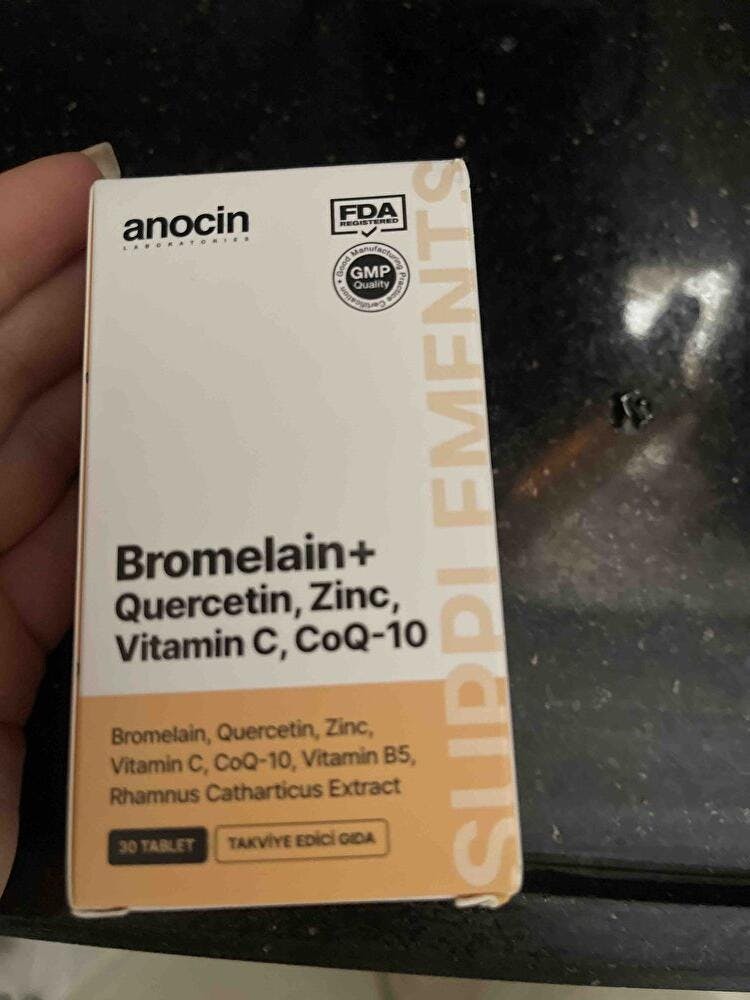 anocin
LABORATORIES
FDA
REGISTERED
Good Manufacturing Practice Certification
GMP
Quality
SUPPLEMENTS
Bromelain+
Quercetin, Zinc,
Vitamin C, CoQ-10
Bromelain, Quercetin, Zinc,
Vitamin C, CoQ-10, Vitamin B5,
Rhamnus Catharticus Extract
30 TABLET
TAKVİYE EDİCİ GIDA